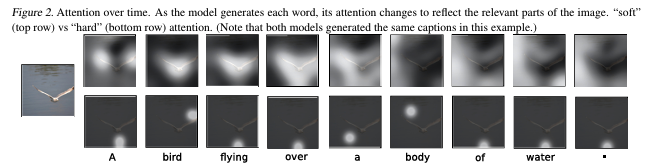 Figure 2. Attention over time. As the model generates each word, its attention changes to reflect the relevant parts of the image. “soft”
(top row) vs “hard” (bottom row) attention. (Note that both models generated the same captions in this example.)
A bird flying over a body of water .